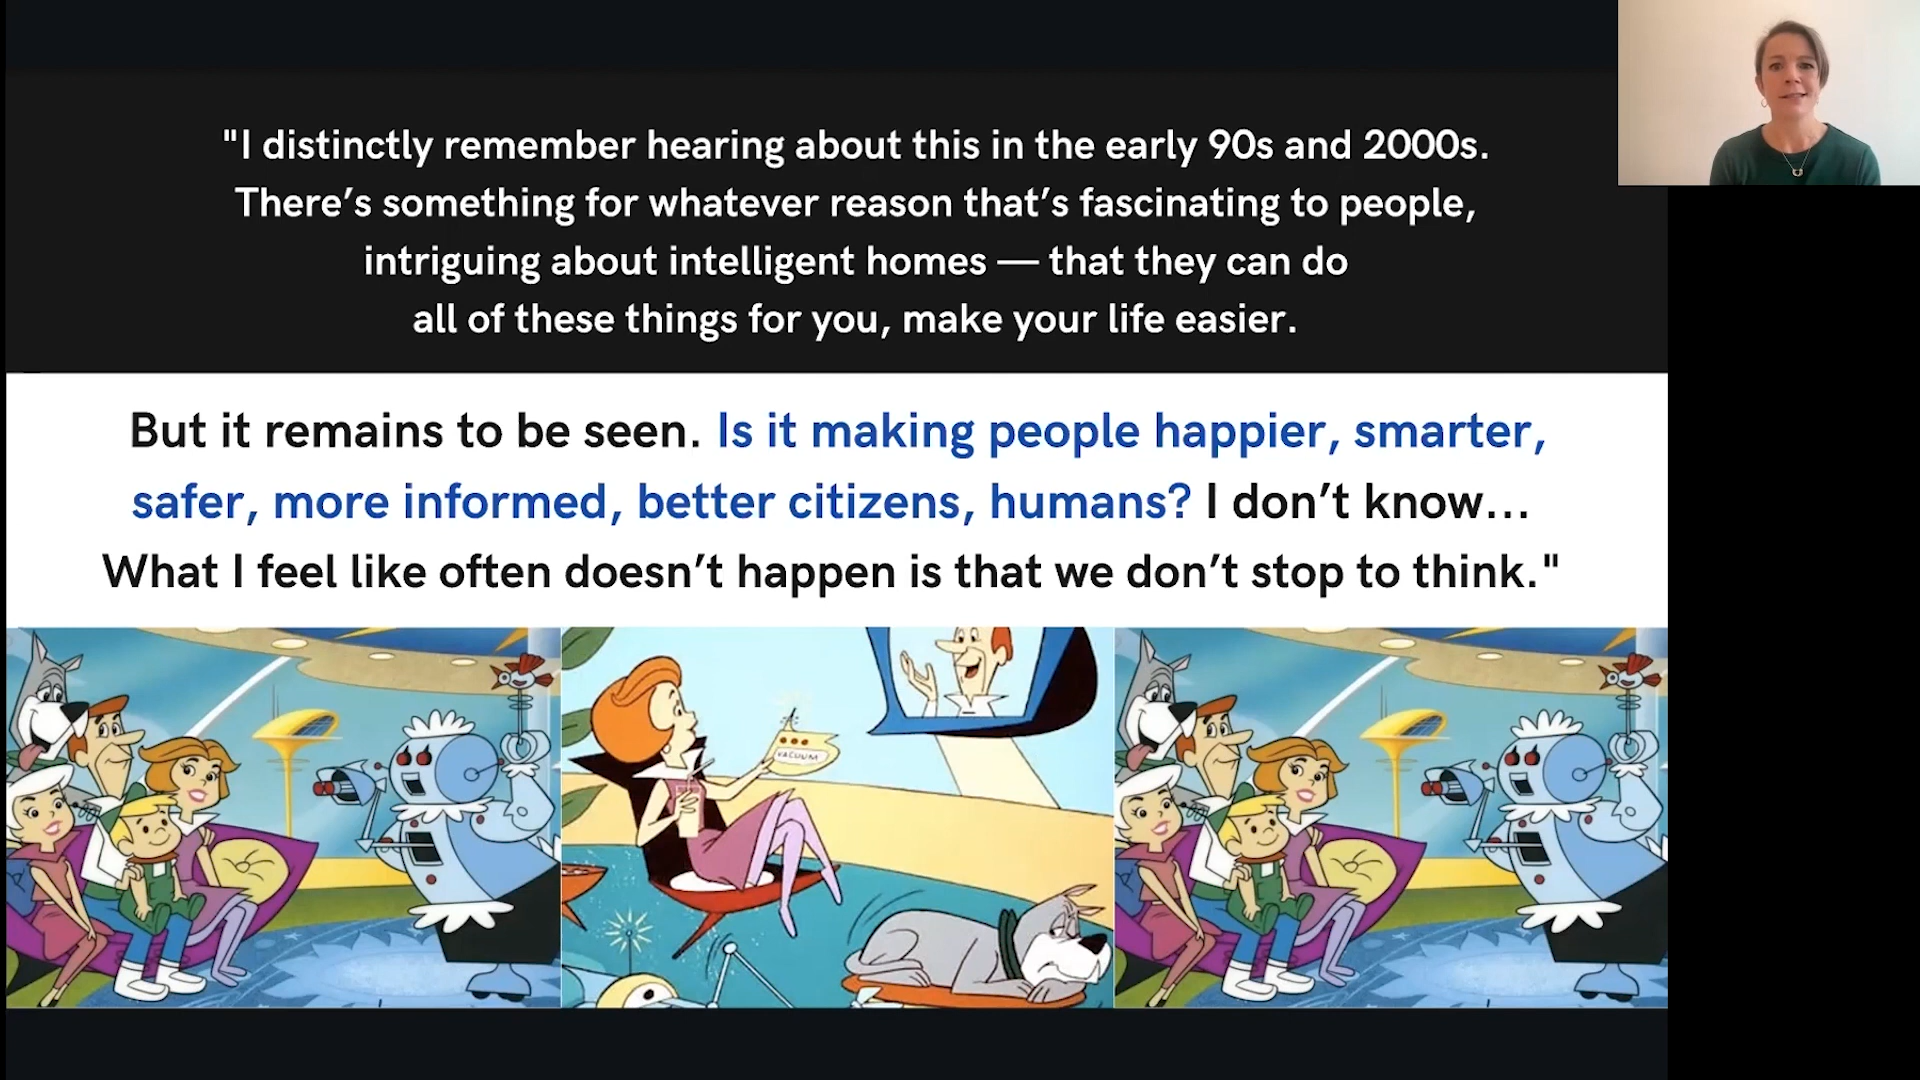 "I distinctly remember hearing about this in the early 90s and 2000s.
There’s something for whatever reason that’s fascinating to people,
intriguing about intelligent homes — that they can do
all of these things for you, make your life easier.
But it remains to be seen. Is it making people happier, smarter,
safer, more informed, better citizens, humans? I don’t know...
What I feel like often doesn’t happen is that we don’t stop to think."
VACUUM